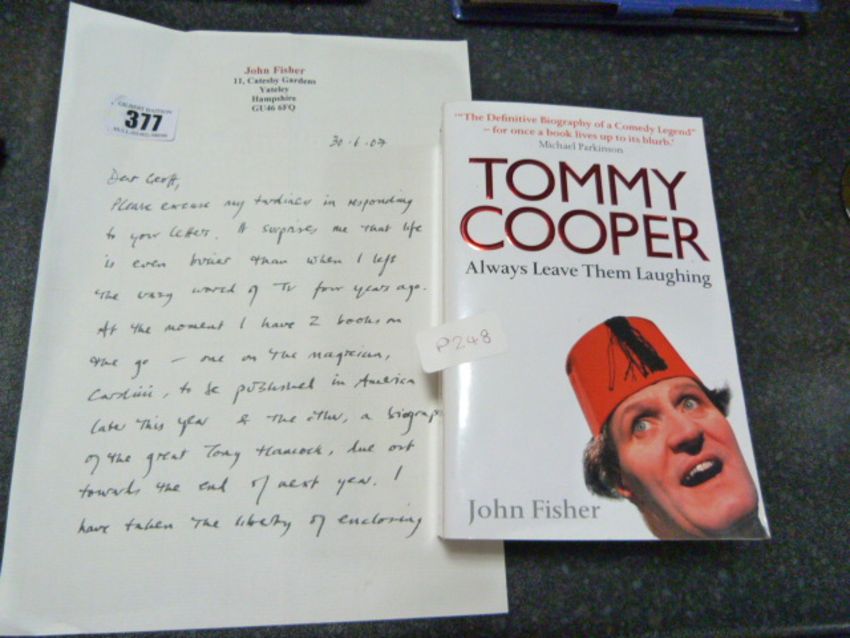 John Fisher
11, Catesby Gardens
Yateley
Hampshire
GU46 6FQ
377
30.6.07
Dear Geoff,
Please excuse my tardiness in responding
to your letters. It surprises me that life
is even busier than when I left
the crazy world of TV four years ago.
At the moment I have 2 books on
the go – one on the magician,
Cardini, to be published in America
later this year & the other, a biography
of the great Tony Hancock, due out
towards the end of next year. I
have taken the liberty of enclosing
P248
"'The Definitive Biography of a Comedy Legend"
– for once a book lives up to its blurb.'
Michael Parkinson
TOMMY
COOPER
Always Leave Them Laughing
John Fisher